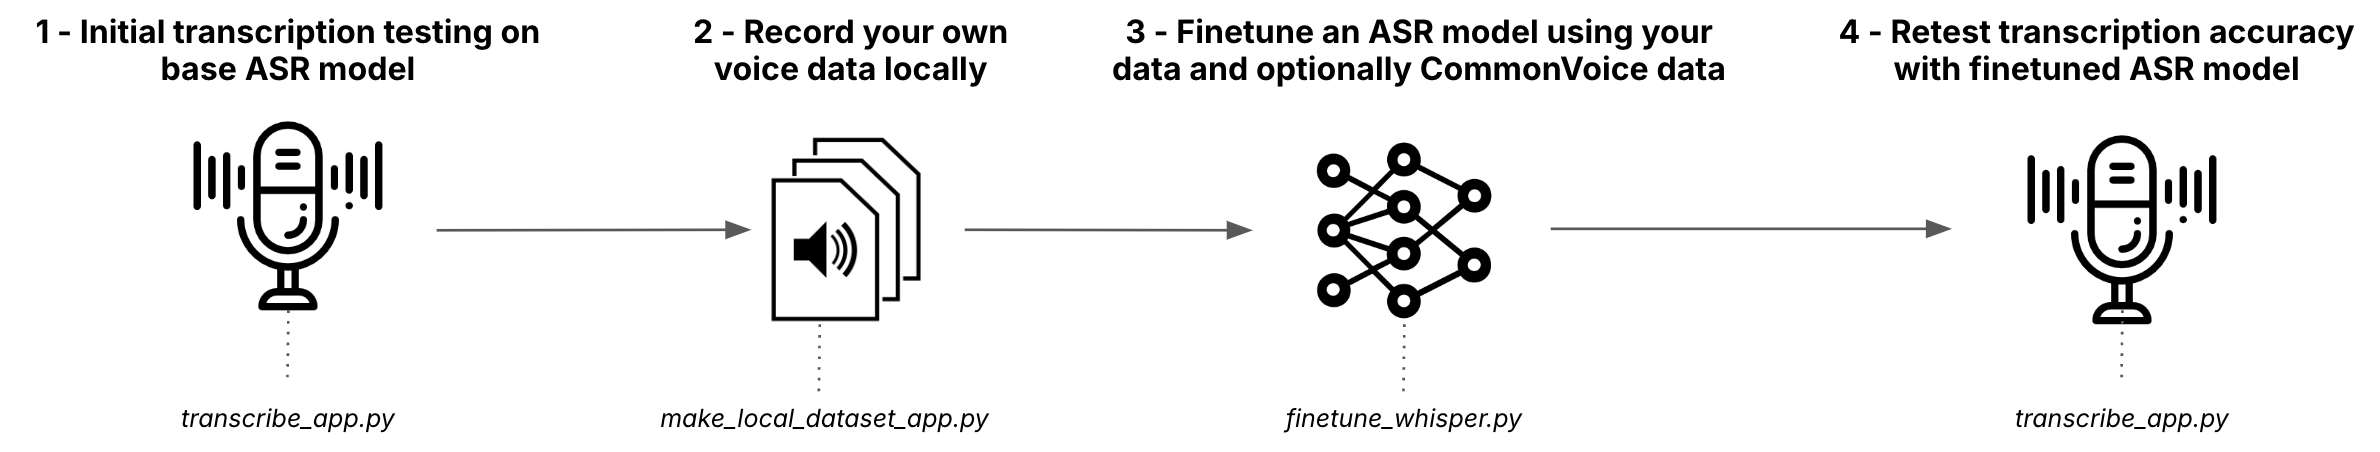 1 - Initial transcription testing on
base ASR model
2 - Record your own
voice data locally
3 - Finetune an ASR model using your
data and optionally CommonVoice data
4 - Retest transcription accuracy
with finetuned ASR model
transcribe_app.py
make_local_dataset_app.py
finetune_whisper.py
transcribe_app.py